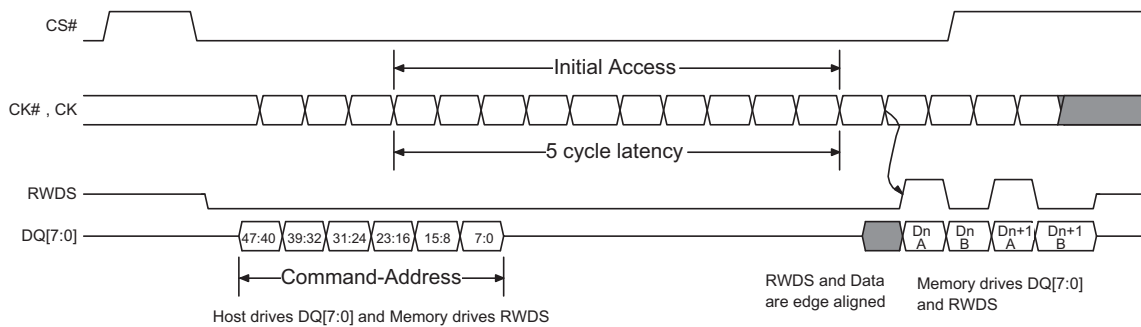 CS#
Initial Access
CK# , CK
5 cycle latency
RWDS
DQ[7:0]
47:40 39:32 31:24 23:16 15:8 7:0
Dn
A
Dn
B
Dn+1
A
Dn+1
B
Command-Address
Host drives DQ[7:0] and Memory drives RWDS
RWDS and Data
are edge aligned
Memory drives DQ[7:0]
and RWDS